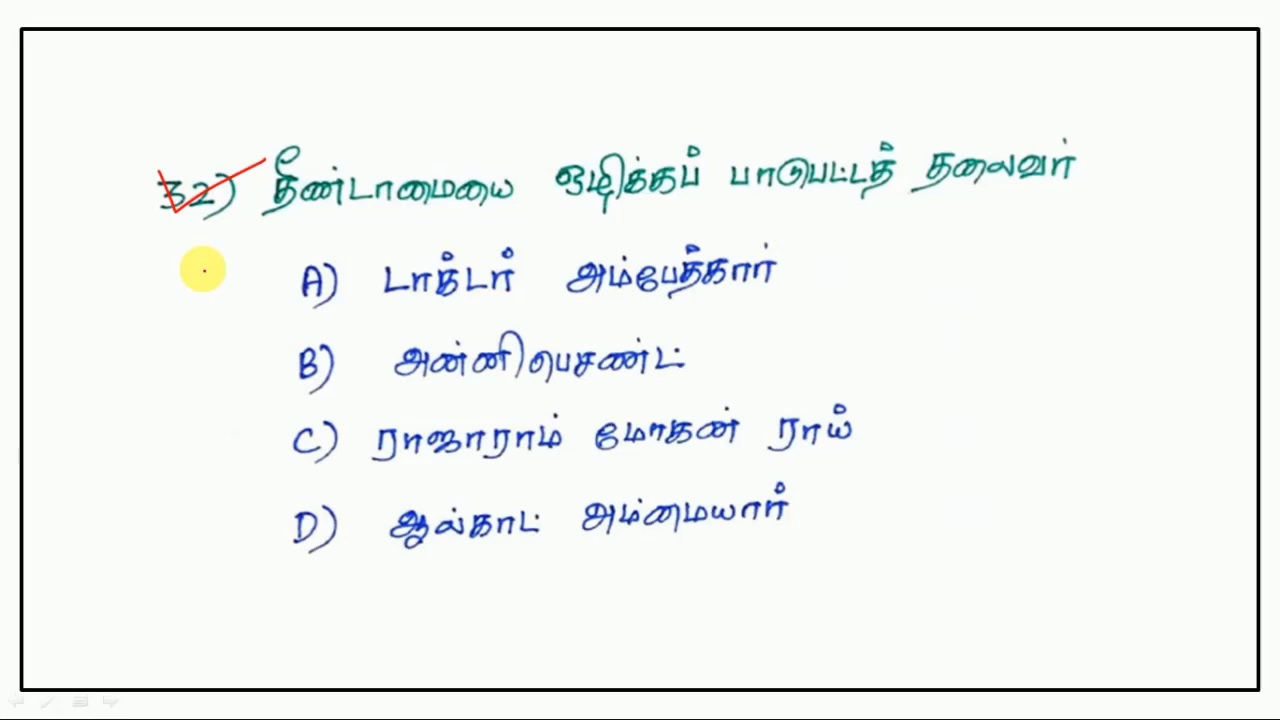 32) தீண்டாமையை ஒழிக்கப் பாடுபட்டத் தலைவர்
A) டாக்டர் அம்பேத்கார்
B) அன்னிபெசண்ட்
C) ராஜாராம் மோகன் ராய்
D) ஆல்காட் அம்மையார்